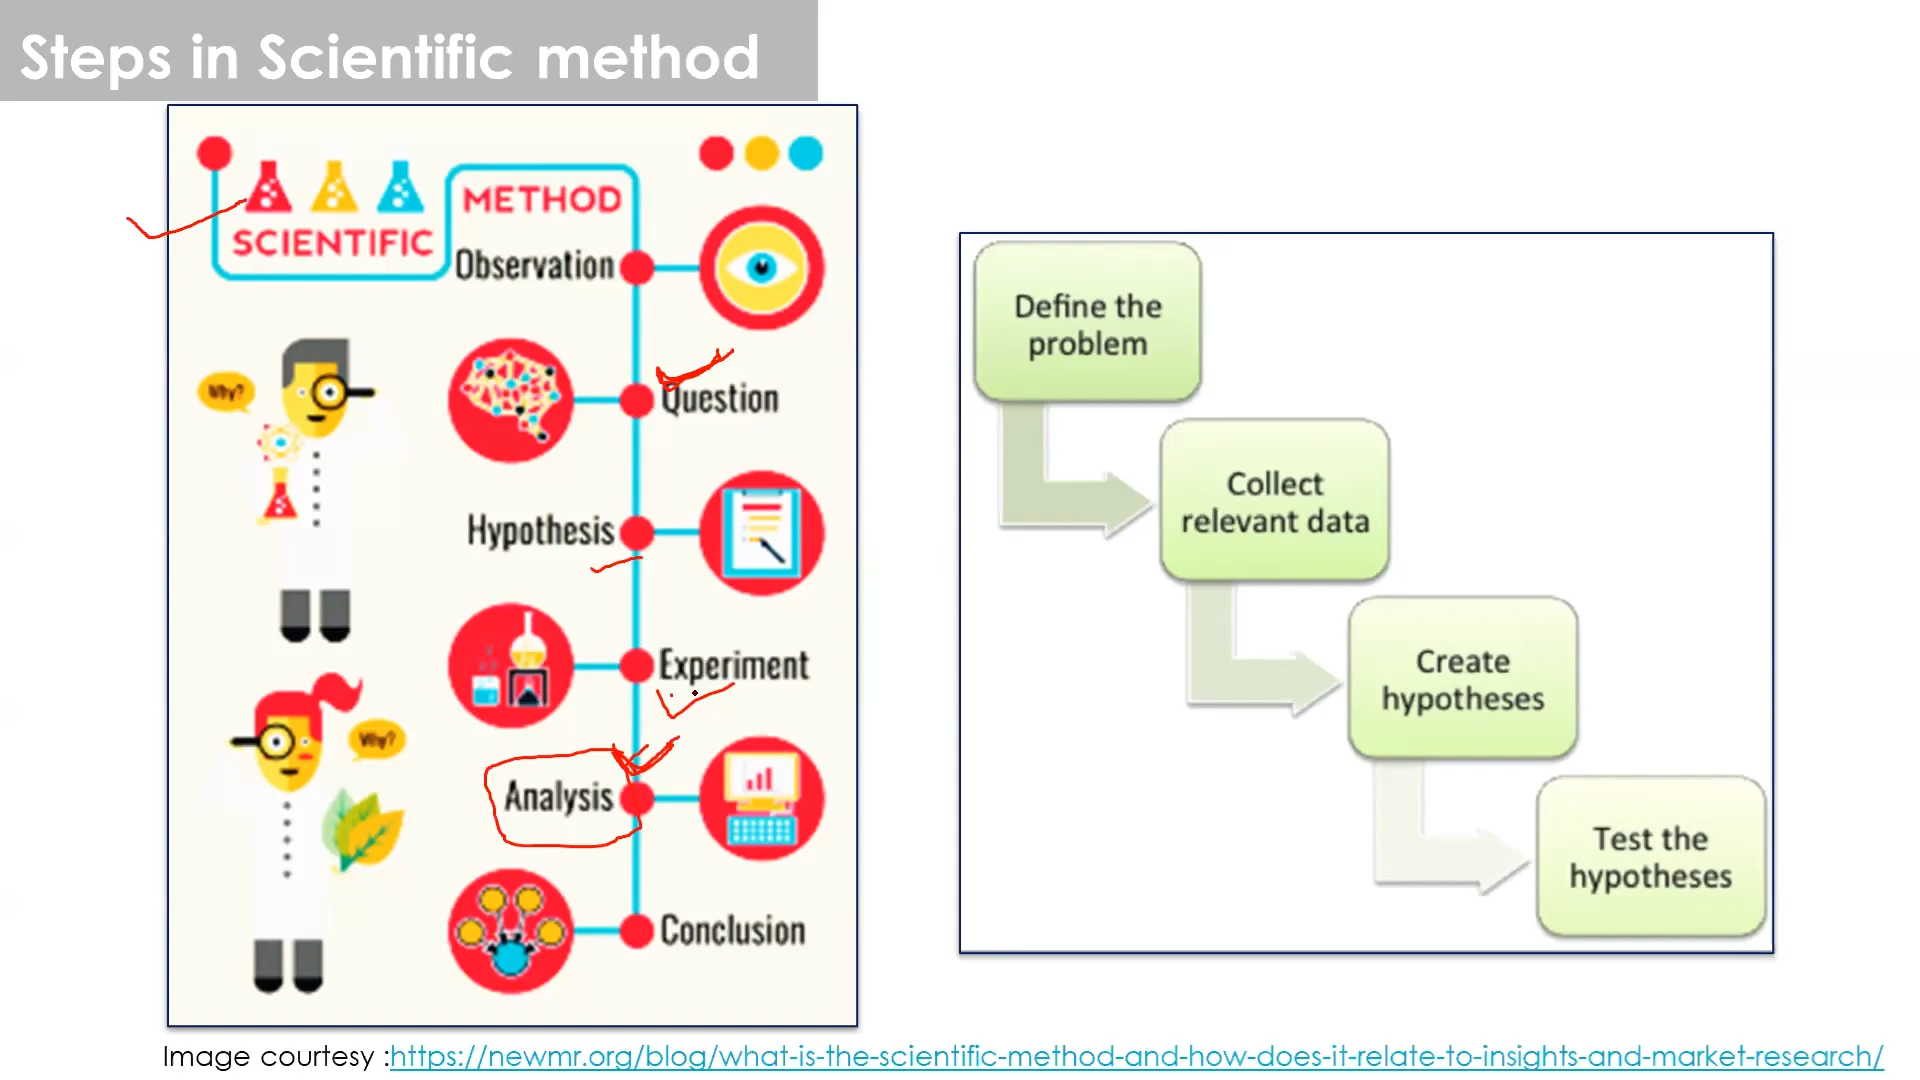 Steps in Scientific method
METHOD
SCIENTIFIC
Observation
Why?
Question
Hypothesis
Experiment
Why?
Analysis
Conclusion
Define the
problem
Collect
relevant data
Create
hypotheses
Test the
hypotheses
Image courtesy :https://newmr.org/blog/what-is-the-scientific-method-and-how-does-it-relate-to-insights-and-market-research/